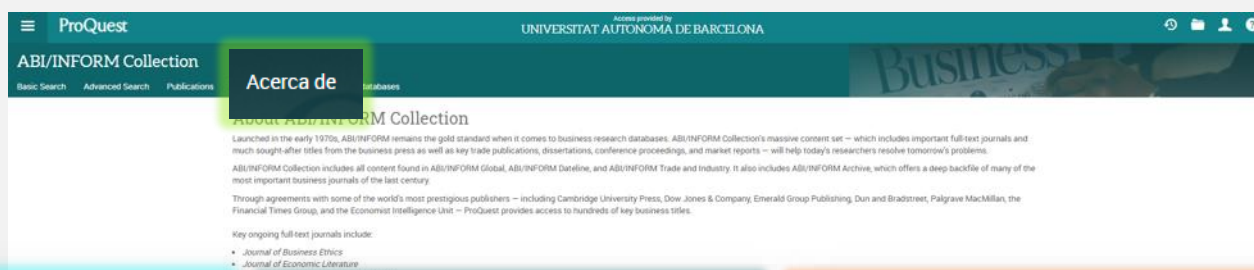 ProQuest
Access provided by
UNIVERSITAT AUTÒNOMA DE BARCELONA
ABI/INFORM Collection
Business
Basic Search Advanced Search Publications
Acerca de
databases
About ABI/INFORM Collection
Launched in the early 1970s, ABI/INFORM remains the gold standard when it comes to business research databases. ABI/INFORM Collection's massive content set — which includes important full-text journals and
much sought-after titles from the business press as well as key trade publications, dissertations, conference proceedings, and market reports — will help today's researchers resolve tomorrow's problems.
ABI/INFORM Collection includes all content found in ABI/INFORM Global, ABI/INFORM Dateline, and ABI/INFORM Trade and Industry. It also includes ABI/INFORM Archive, which offers a deep backfile of many of the
most important business journals of the last century.
Through agreements with some of the world's most prestigious publishers — including Cambridge University Press, Dow Jones & Company, Emerald Group Publishing, Dun and Bradstreet, Palgrave MacMillan, the
Financial Times Group, and the Economist Intelligence Unit — ProQuest provides access to hundreds of key business titles.
Key ongoing full-text journals include:
• Journal of Business Ethics
• Journal of Economic Literature